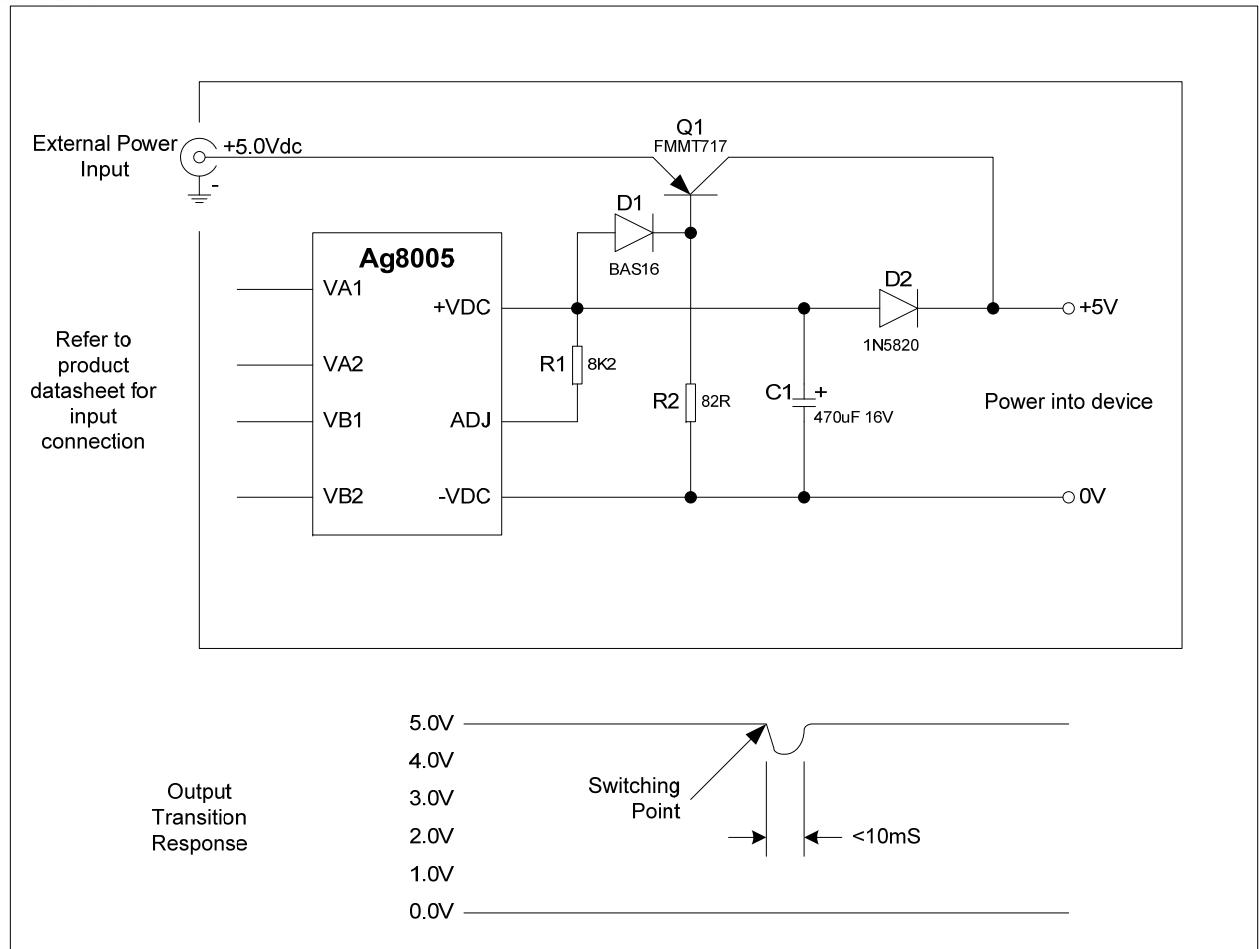 External Power
Input
+5.0Vdc
-
Q1
FMMT717
D1
BAS16
Ag8005
VA1
VA2
VB1
VB2
+VDC
ADJ
-VDC
Refer to
product
datasheet for
input
connection
R1
8K2
R2
82R
C1
+
470uF 16V
D2
1N5820
+5V
Power into device
0V
Output
Transition
Response
5.0V
4.0V
3.0V
2.0V
1.0V
0.0V
Switching
Point
<10mS